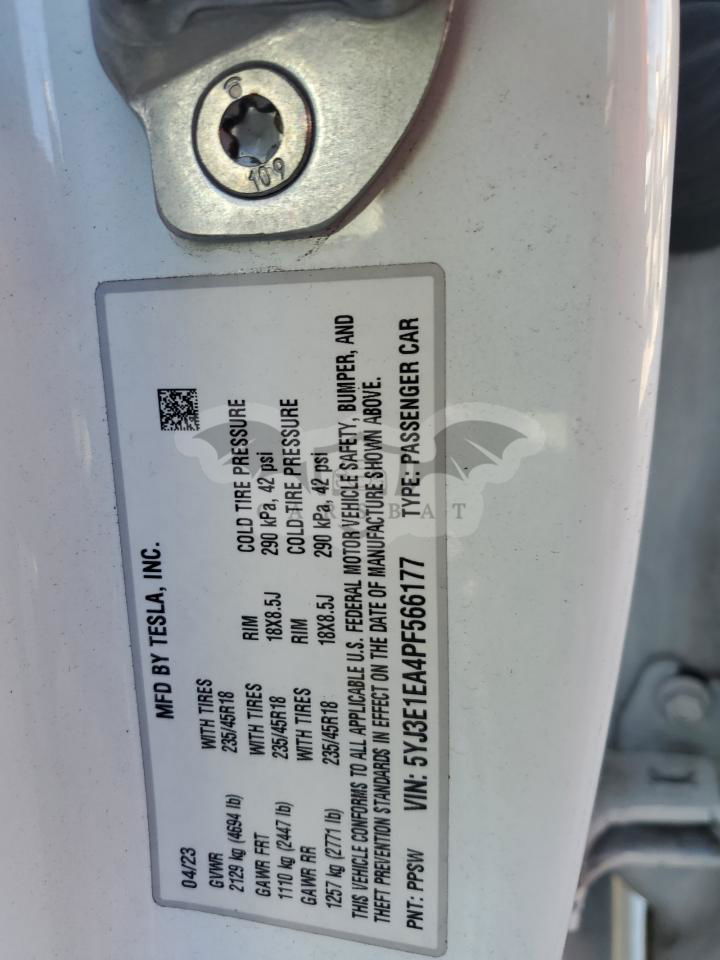 109
MFD BY TESLA, INC.
04/23
GVWR WITH TIRES RIM COLD TIRE PRESSURE
2129 kg (4694 lb) 235/45R18 18X8.5J 290 kPa, 42 psi
GAWR FRT WITH TIRES RIM COLD TIRE PRESSURE
1110 kg (2447 lb) 235/45R18 18X8.5J 290 kPa, 42 psi
GAWR RR WITH TIRES
1257 kg (2771 lb) 235/45R18
THIS VEHICLE CONFORMS TO ALL APPLICABLE U.S. FEDERAL MOTOR VEHICLE SAFETY, BUMPER, AND
THEFT PREVENTION STANDARDS IN EFFECT ON THE DATE OF MANUFACTURE SHOWN ABOVE.
PNT: PPSW VIN: 5YJ3E1EA4PF566177 TYPE: PASSENGER CAR
CARSBAT